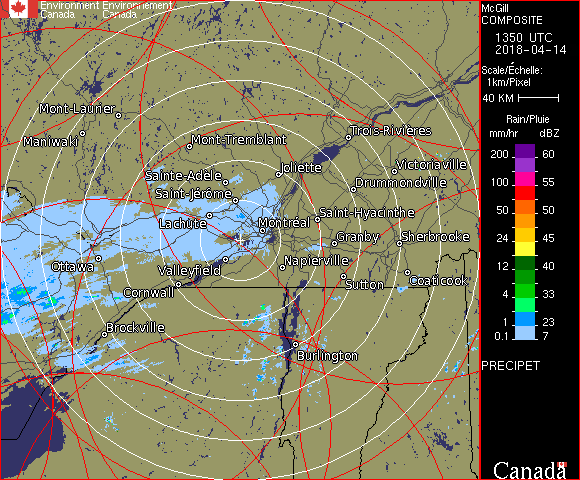 Environment Environnement
Canada Canada
McGill
COMPOSITE
1350 UTC
2018-04-14
Scale/Échelle:
1km/Pixel
40 KM
Rain/Pluie
mm/hr dBZ
200 60
100 55
50 50
24 45
12 40
4 33
1 23
0.1 7
PRECIPET
Mont-Laurier
Maniwaki
Mont-Tremblant
Trois-Rivières
Sainte-Adèle
Joliette
Victoriaville
Saint-Jérôme
Drummondville
Lachute
Montréal
Saint-Hyacinthe
Granby
Sherbrooke
Ottawa
Valleyfield
Napierville
Cornwall
Sutton
Coaticook
Brockville
Burlington
Canada